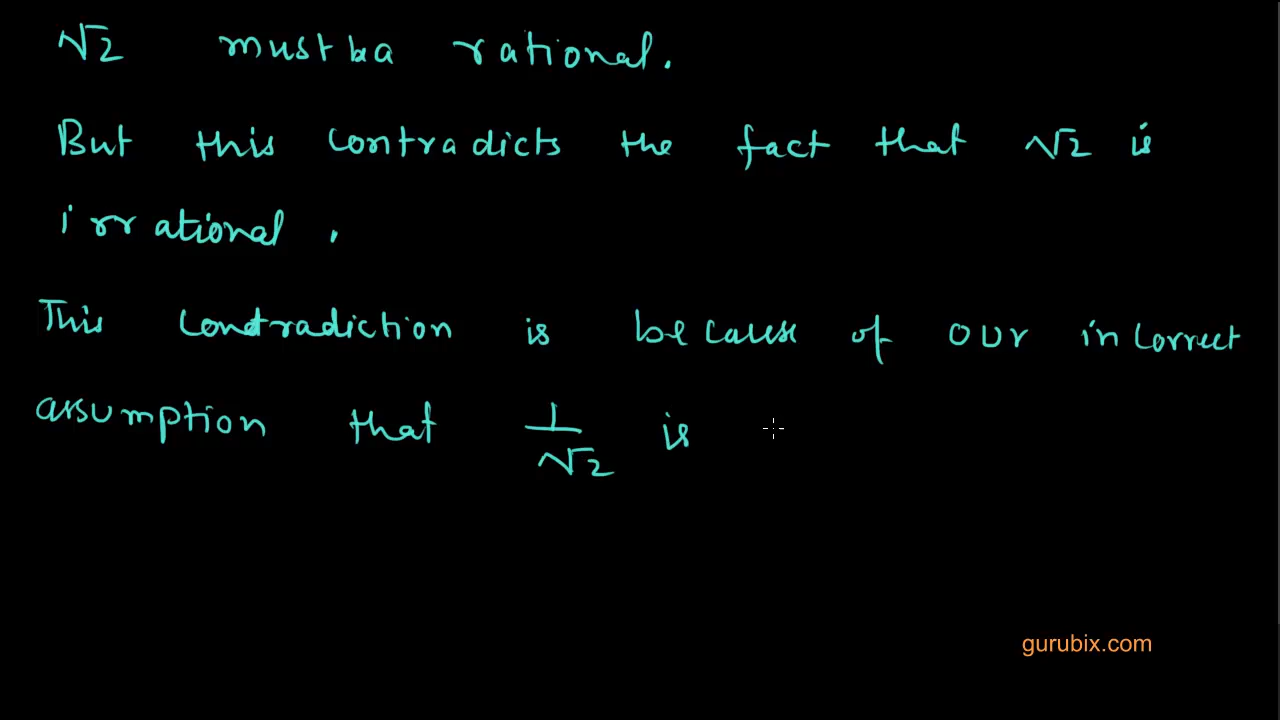 √2 must be a rational.
But this contradicts the fact that √2 is
irrational.
This contradiction is because of our incorrect
assumption that 1/√2 is
gurubix.com